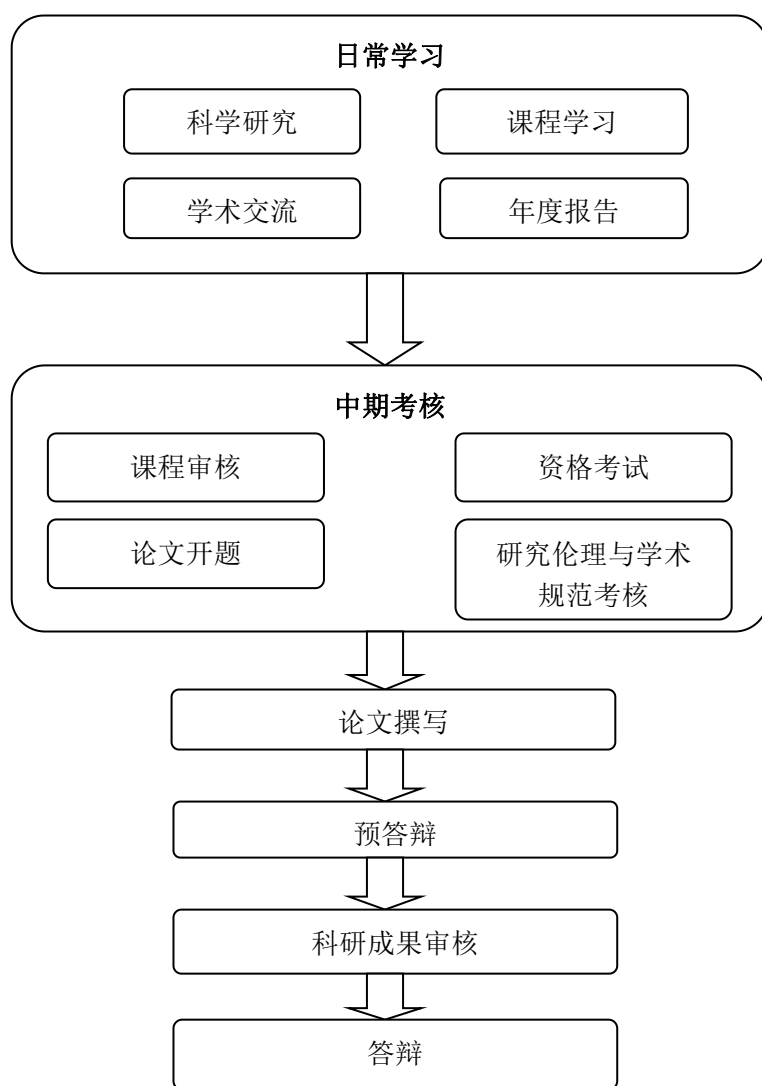 日常学习
科学研究
课程学习
学术交流
年度报告
中期考核
课程审核
资格考试
论文开题
研究伦理与学术
规范考核
论文撰写
预答辩
科研成果审核
答辩